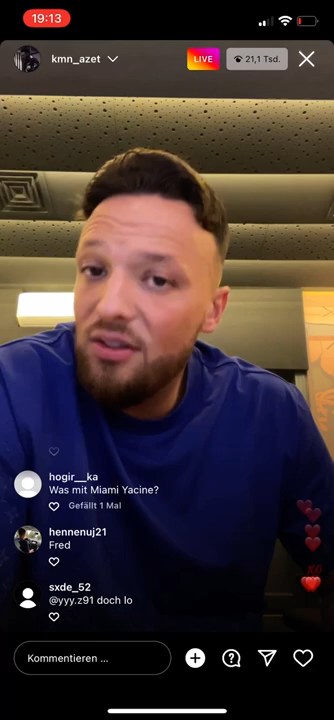 19:13
kmn_azet
LIVE
21,1 Tsd.
hogir__ka
Was mit Miami Yacine?
Gefällt 1 Mal
hennenuj21
Fred
sxde_52
@yyy.z91 doch lo
Kommentieren ...
100